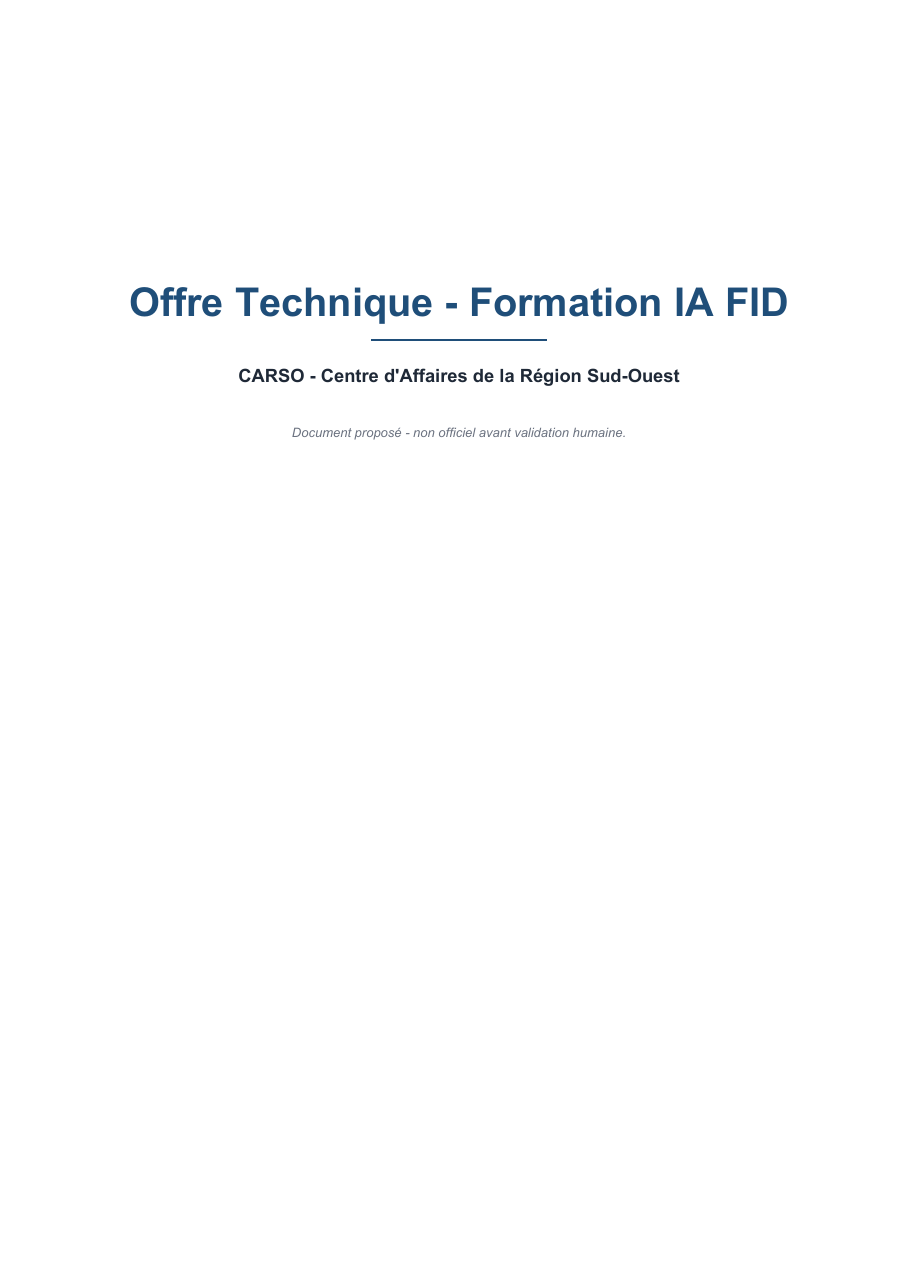 Offre Technique - Formation IA FID
CARSO - Centre d'Affaires de la Région Sud-Ouest
Document proposé - non officiel avant validation humaine.